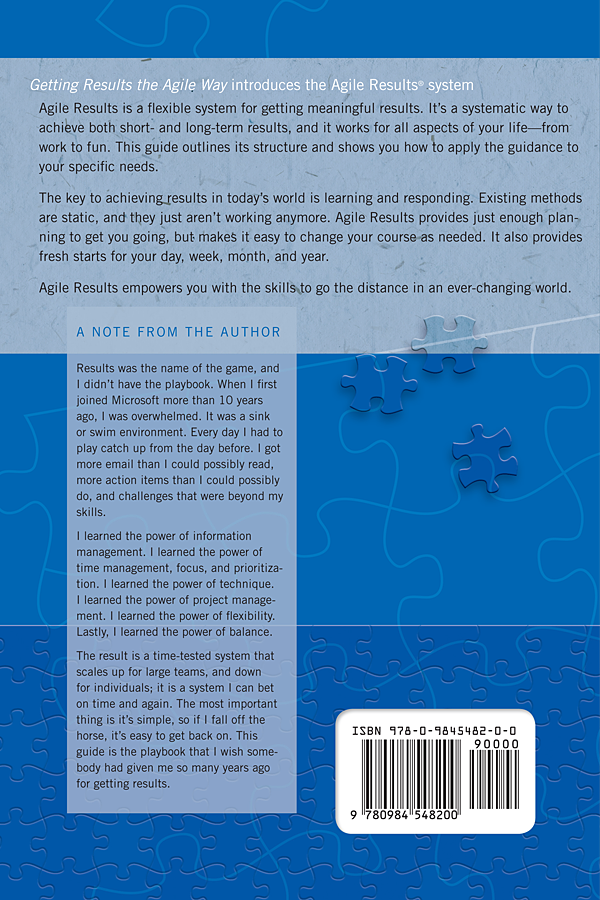 Getting Results the Agile Way introduces the Agile Results® system
Agile Results is a flexible system for getting meaningful results. It's a systematic way to
achieve both short- and long-term results, and it works for all aspects of your life—from
work to fun. This guide outlines its structure and shows you how to apply the guidance to
your specific needs.
The key to achieving results in today's world is learning and responding. Existing methods
are static, and they just aren't working anymore. Agile Results provides just enough plan-
ning to get you going, but makes it easy to change your course as needed. It also provides
fresh starts for your day, week, month, and year.
Agile Results empowers you with the skills to go the distance in an ever-changing world.
A NOTE FROM THE AUTHOR
Results was the name of the game, and
I didn't have the playbook. When I first
joined Microsoft more than 10 years
ago, I was overwhelmed. It was a sink
or swim environment. Every day I had to
play catch up from the day before. I got
more email than I could possibly read,
more action items than I could possibly
do, and challenges that were beyond my
skills.
I learned the power of information
management. I learned the power of
time management, focus, and prioritiza-
tion. I learned the power of technique.
I learned the power of project manage-
ment. I learned the power of flexibility.
Lastly, I learned the power of balance.
The result is a time-tested system that
scales up for large teams, and down
for individuals; it is a system I can bet
on time and again. The most important
thing is it's simple, so if I fall off the
horse, it's easy to get back on. This
guide is the playbook that I wish some-
body had given me so many years ago
for getting results.
ISBN 978-0-9845482-0-0
90000
9 780984 548200